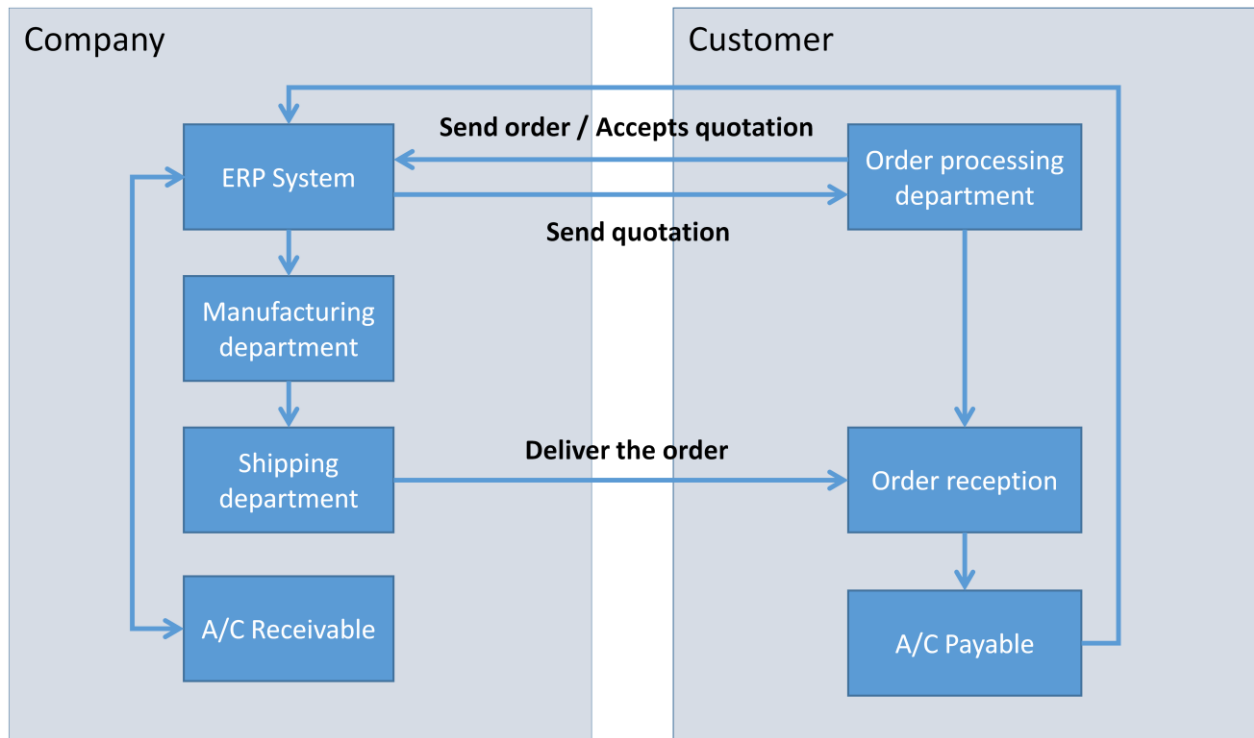 Company
Customer
Send order / Accepts quotation
ERP System
Order processing
department
Send quotation
Manufacturing
department
Deliver the order
Shipping
department
Order reception
A/C Receivable
A/C Payable